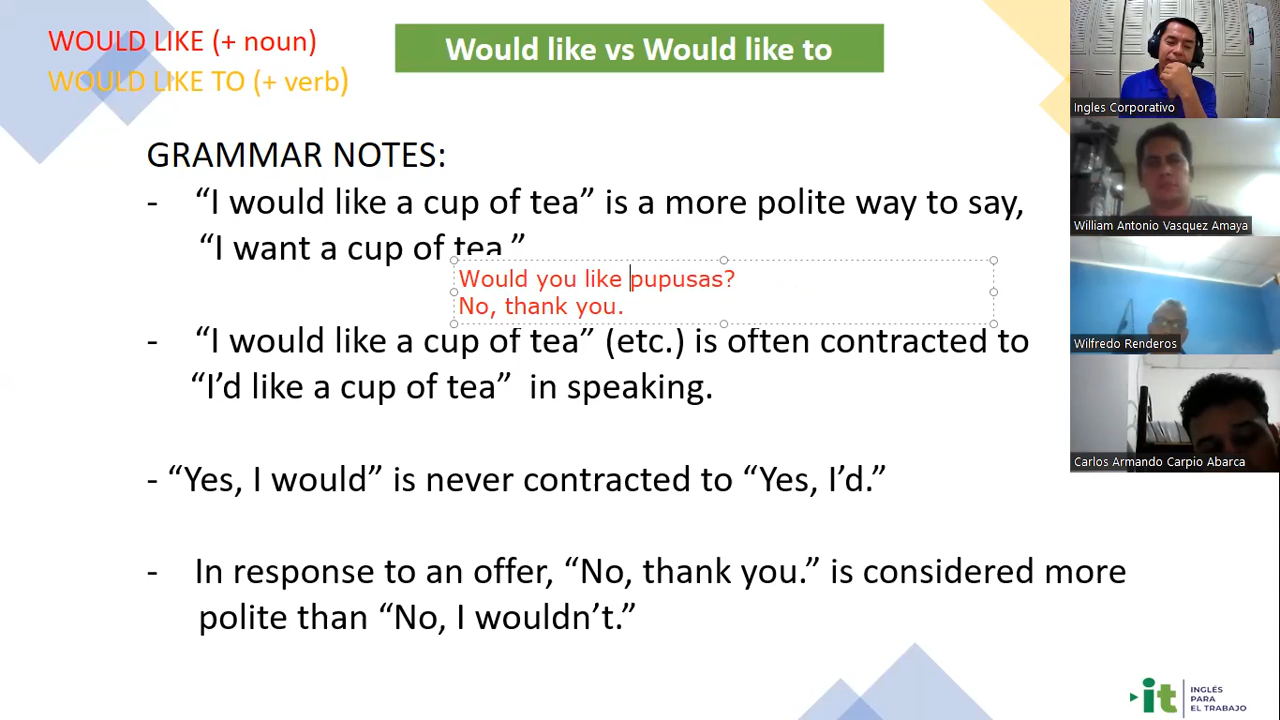 WOULD LIKE (+ noun)
WOULD LIKE TO (+ verb)
Would like vs Would like to
GRAMMAR NOTES:
- “I would like a cup of tea” is a more polite way to say,
“I want a cup of tea.”
Would you like pupusas?
No, thank you.
- “I would like a cup of tea” (etc.) is often contracted to
“I’d like a cup of tea” in speaking.
- “Yes, I would” is never contracted to “Yes, I’d.”
- In response to an offer, “No, thank you.” is considered more
polite than “No, I wouldn’t.”
Ingles Corporativo
William Antonio Vasquez Amaya
Wilfredo Renderos
Carlos Armando Carpio Abarca
it
INGLÉS
PARA
EL TRABAJO